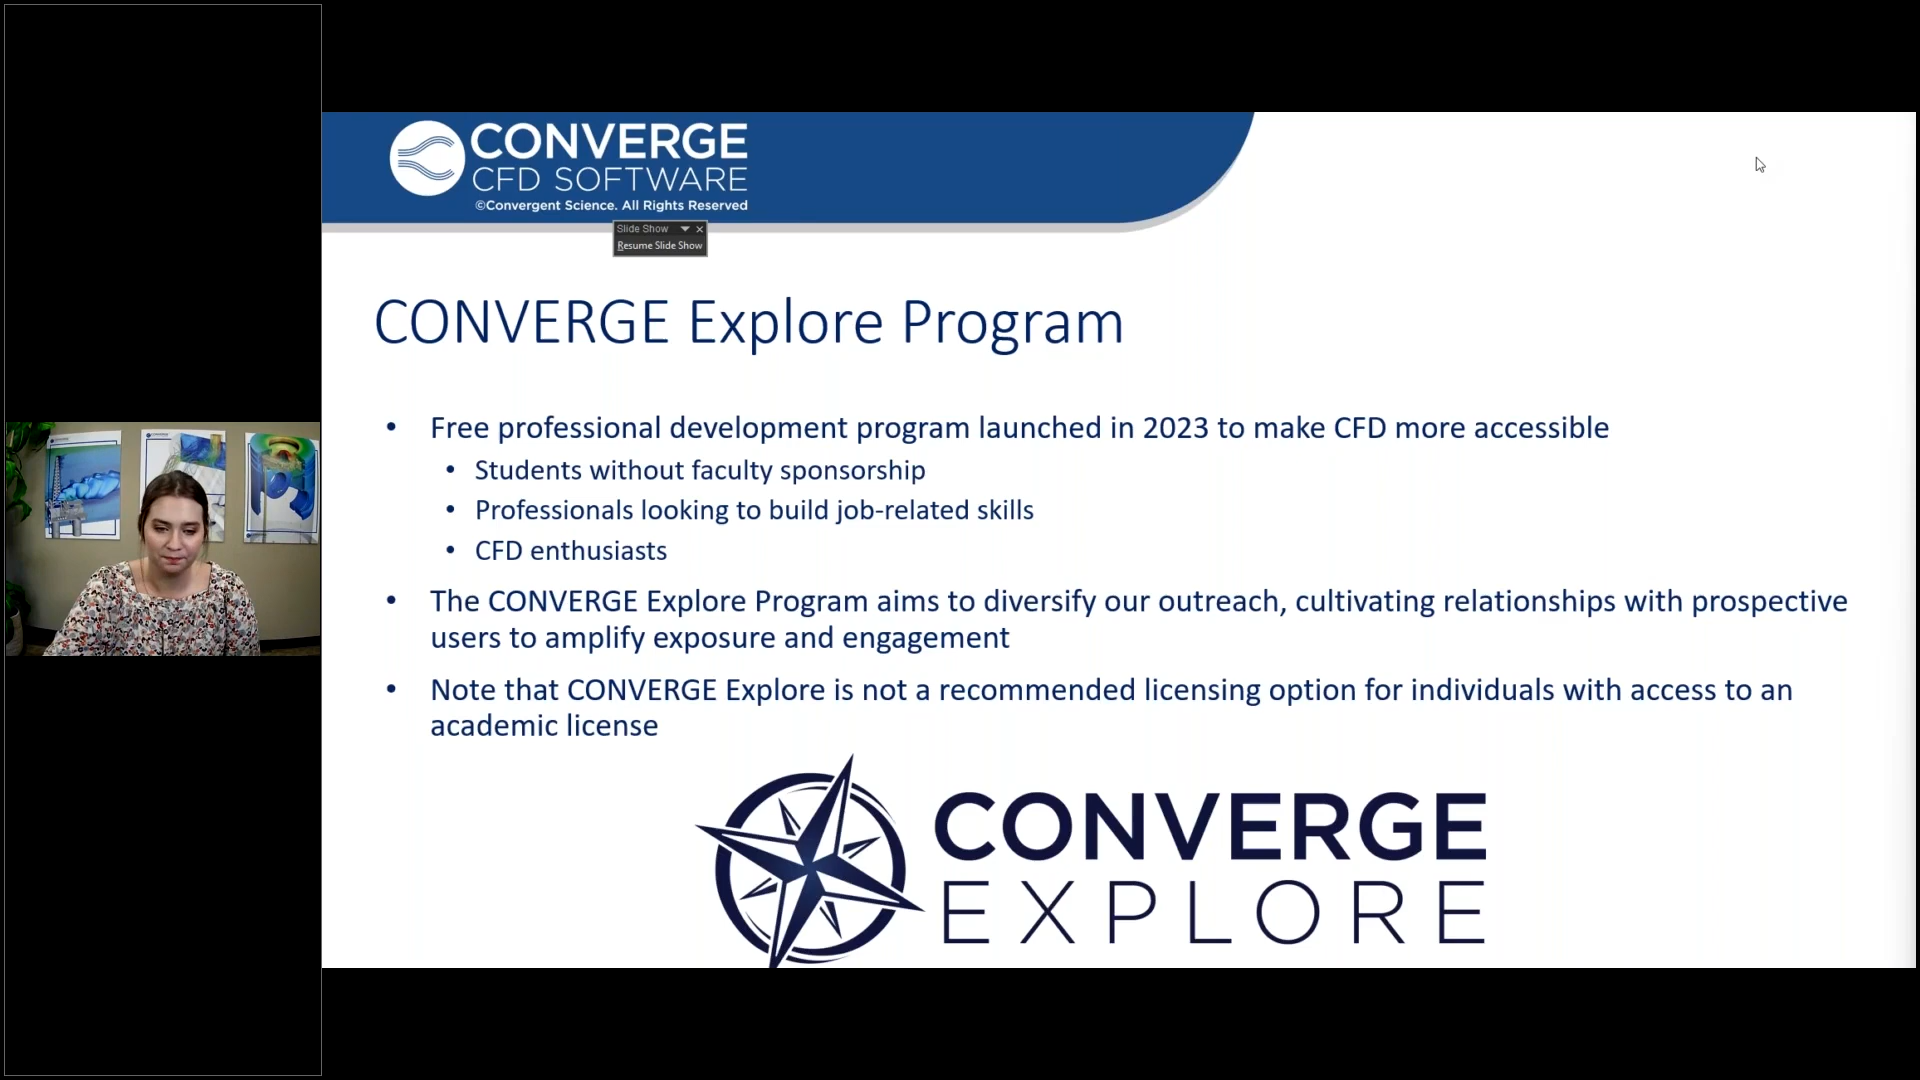 CONVERGE
CFD SOFTWARE
©Convergent Science. All Rights Reserved
Slide Show
Resume Slide Show
CONVERGE Explore Program
• Free professional development program launched in 2023 to make CFD more accessible
• Students without faculty sponsorship
• Professionals looking to build job-related skills
• CFD enthusiasts
• The CONVERGE Explore Program aims to diversify our outreach, cultivating relationships with prospective
users to amplify exposure and engagement
• Note that CONVERGE Explore is not a recommended licensing option for individuals with access to an
academic license
CONVERGE
EXPLORE